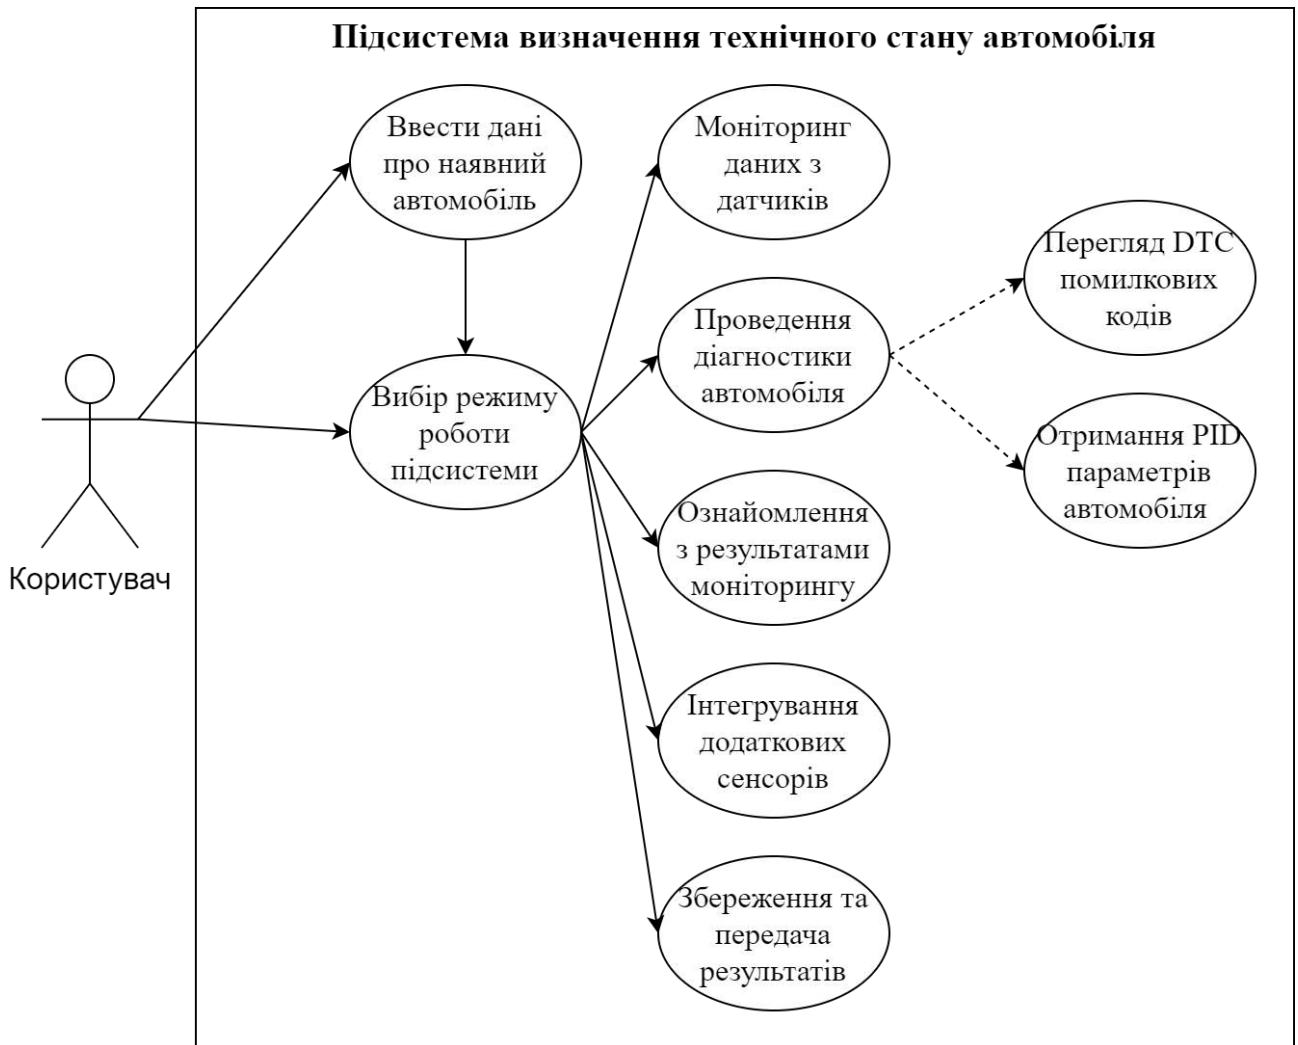 Підсистема визначення технічного стану автомобіля
Ввести дані
про наявний
автомобіль
Моніторинг
даних з
датчиків
Перегляд DTC
помилкових
кодів
Проведення
діагностики
автомобіля
Вибір режиму
роботи
підсистеми
Отримання PID
параметрів
автомобіля
Ознайомлення
з результатами
моніторингу
Користувач
Інтегрування
додаткових
сенсорів
Збереження та
передача
результатів